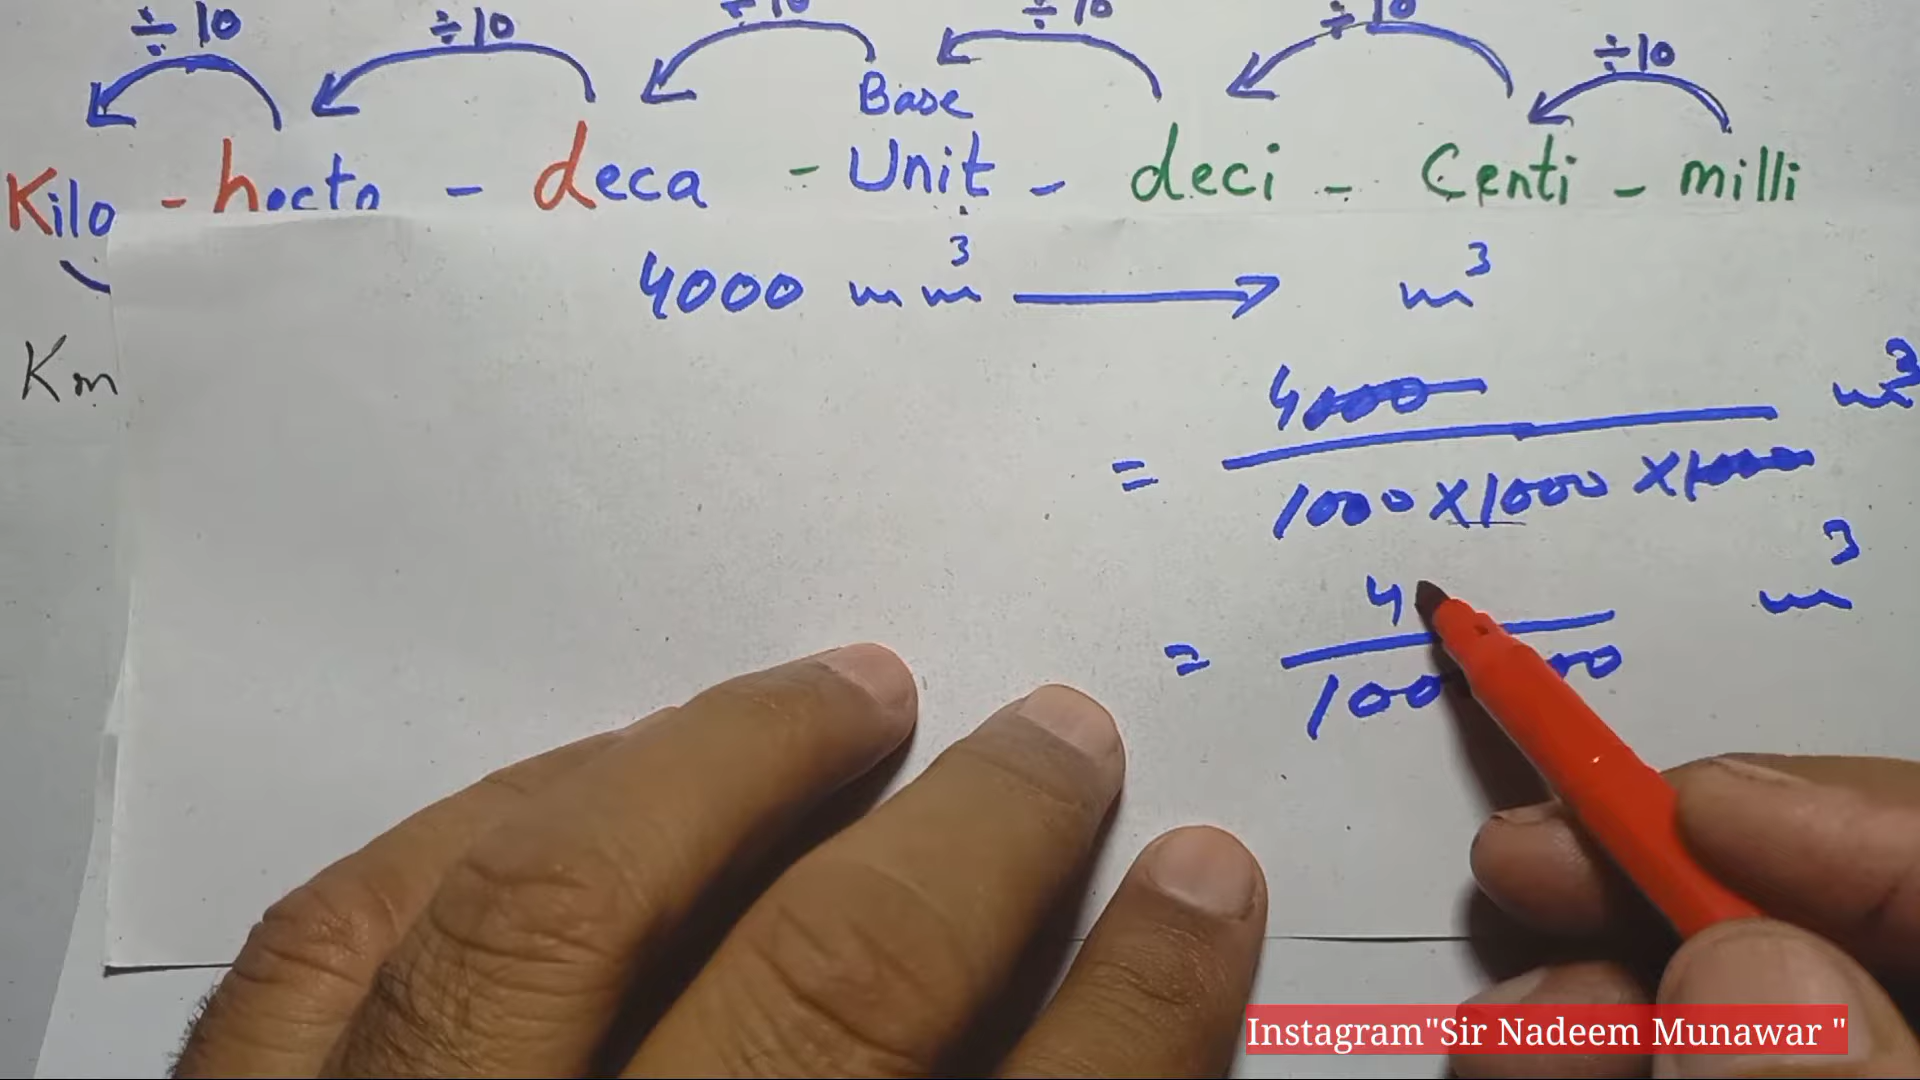 ÷10 ÷10 ÷10 ÷10 ÷10 ÷10
Base
Kilo - hecto - deca - Unit - deci - Centi - milli
4000 mm³ → m³
Km
= 4000 / 1000 × 1000 × 1000 m³
= 4 m³
Instagram"Sir Nadeem Munawar "